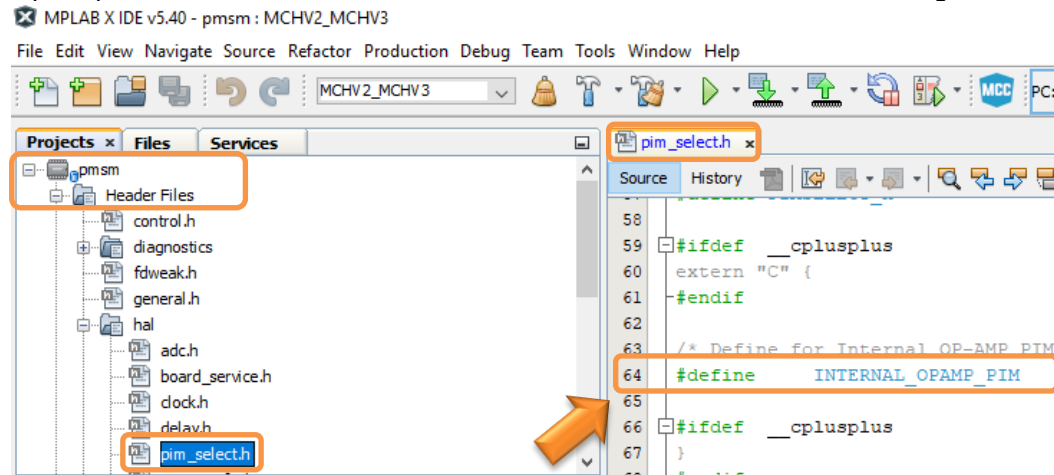 MPLAB X IDE v5.40 - pmsm : MCHV2_MCHV3
File Edit View Navigate Source Refactor Production Debug Team Tools Window Help
MCHV2_MCHV3
MCC
PC:
Projects × Files Services
pmsm
Header Files
control.h
diagnostics
fdweak.h
general.h
hal
adc.h
board_service.h
clock.h
delay.h
pim_select.h
pim_select.h ×
Source History
58
59 #ifdef __cplusplus
60 extern "C" {
61 #endif
62
63 /* Define for Internal OP-AMP PIM
64 #define INTERNAL_OPAMP_PIM
65
66 #ifdef __cplusplus
67 }